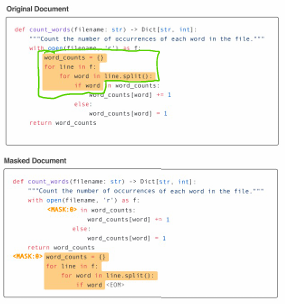 Original Document
def count_words(filename: str) -> Dict[str, int]:
"""Count the number of occurrences of each word in the file."""
with open(filename, 'r') as f:
word_counts = {}
for line in f:
for word in line.split():
if word in word_counts:
word_counts[word] += 1
else:
word_counts[word] = 1
return word_counts
Masked Document
def count_words(filename: str) -> Dict[str, int]:
"""Count the number of occurrences of each word in the file."""
with open(filename, 'r') as f:
<MASK:0> in word_counts:
word_counts[word] += 1
else:
word_counts[word] = 1
return word_counts
<MASK:0> word_counts = {}
for line in f:
for word in line.split():
if word <EOM>